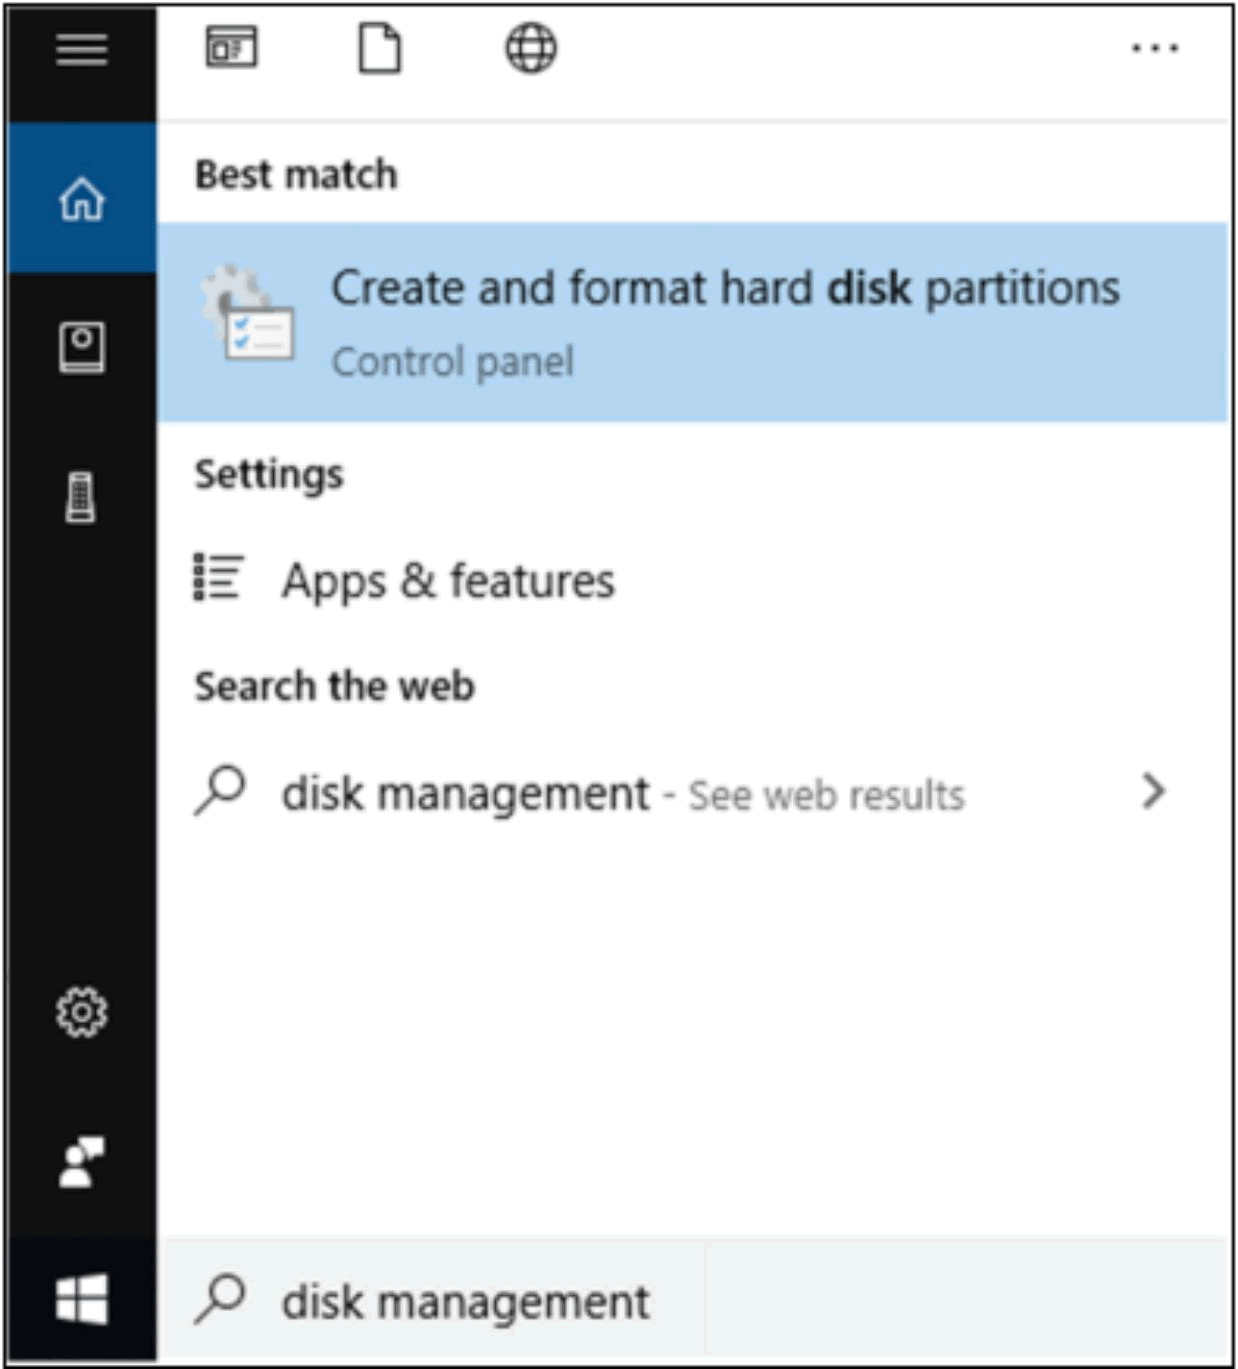 Best match
Create and format hard disk partitions
Control panel
Settings
Apps & features
Search the web
disk management - See web results
disk management